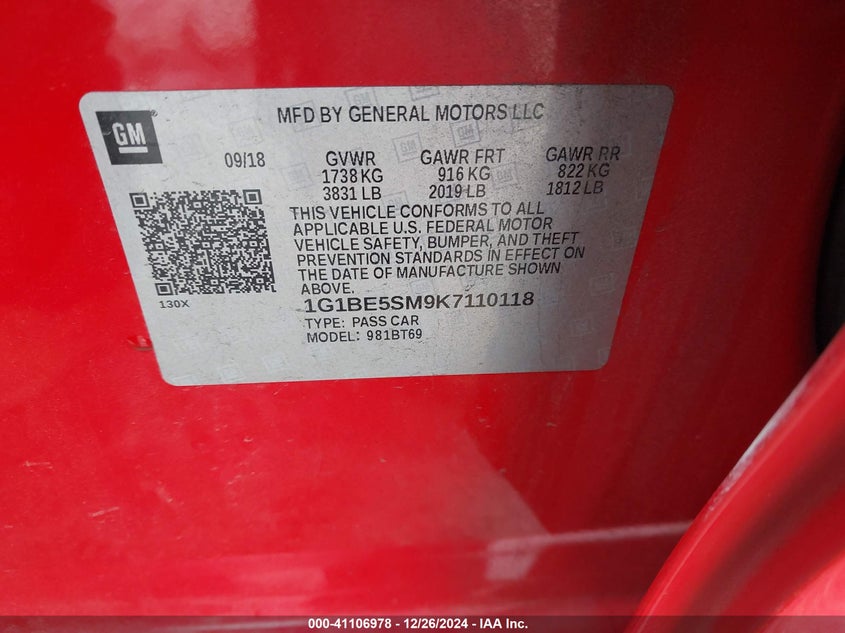 MFD BY GENERAL MOTORS LLC
GM
09/18 GVWR GAWR FRT GAWR RR
1738 KG 916 KG 822 KG
3831 LB 2019 LB 1812 LB
THIS VEHICLE CONFORMS TO ALL
APPLICABLE U.S. FEDERAL MOTOR
VEHICLE SAFETY, BUMPER, AND THEFT
PREVENTION STANDARDS IN EFFECT ON
THE DATE OF MANUFACTURE SHOWN
ABOVE.
130X
1G1BE5SM9K7110118
TYPE: PASS CAR
MODEL: 981BT69
000-41106978 - 12/26/2024 - IAA Inc.